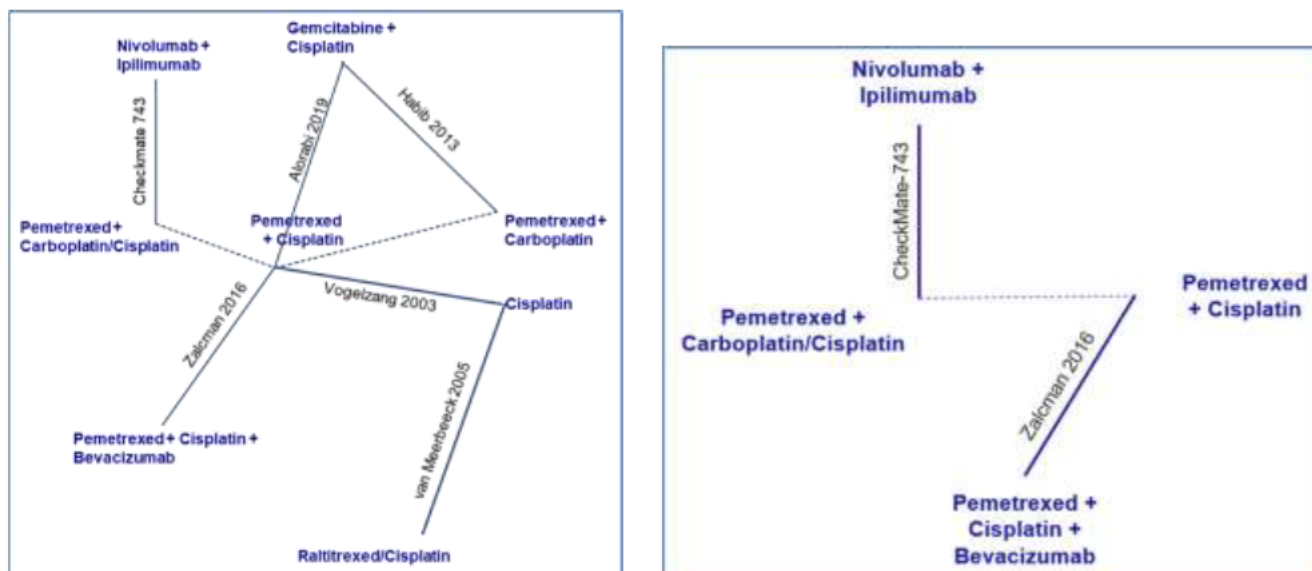 Gemcitabine +
Cisplatin
Nivolumab +
Ipilimumab
Checkmate 743
Alorabi 2019
Habib 2013
Pemetrexed +
Carboplatin/Cisplatin
Pemetrexed
+ Cisplatin
Pemetrexed+
Carboplatin
Vogelzang 2003
Cisplatin
Zalcman 2016
van Meerbeeck 2005
Pemetrexed+ Cisplatin +
Bevacizumab
Raltitrexed/Cisplatin
Nivolumab +
Ipilimumab
CheckMate-743
Pemetrexed +
Carboplatin/Cisplatin
Pemetrexed
+ Cisplatin
Zalcman 2016
Pemetrexed +
Cisplatin +
Bevacizumab